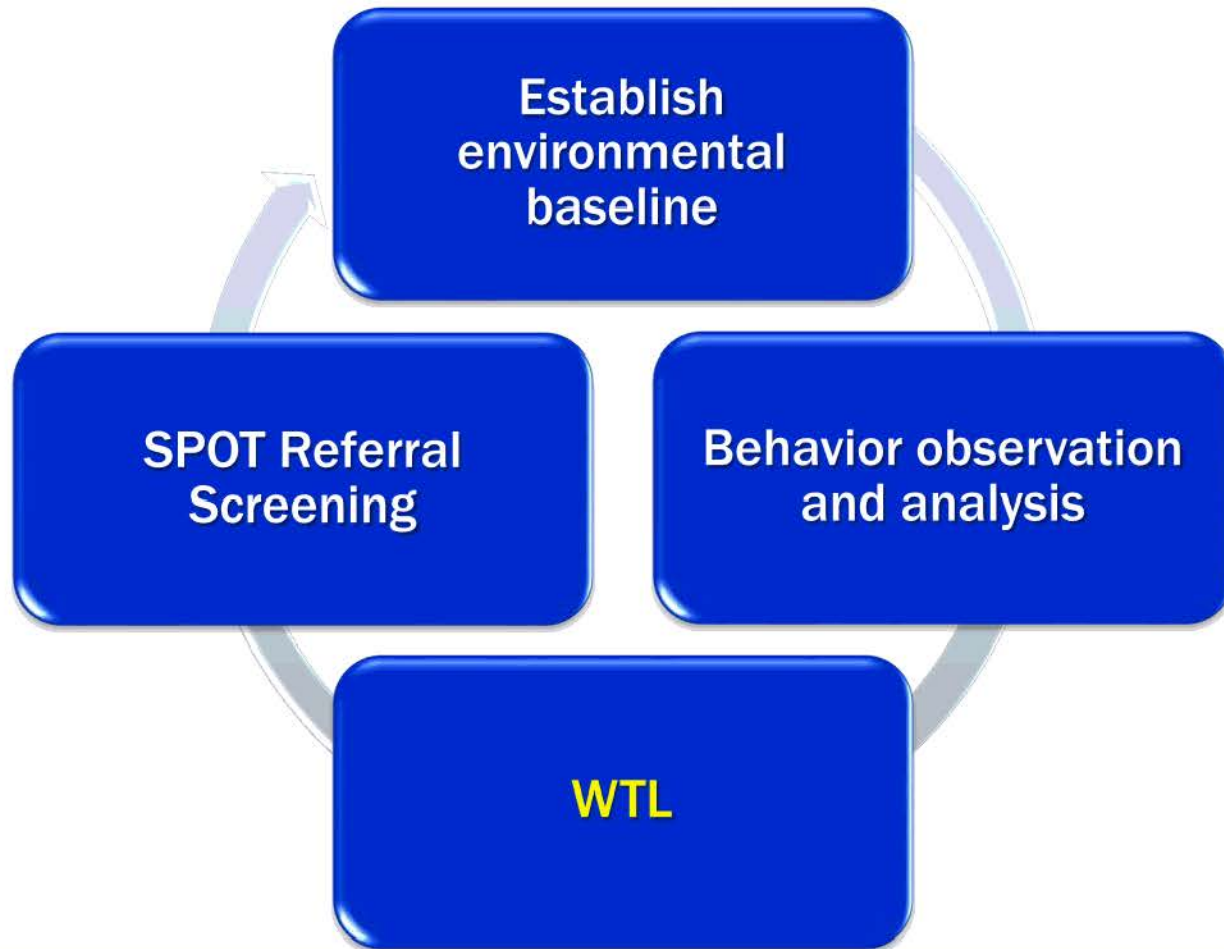 Establish
environmental
baseline
Behavior observation
and analysis
WTL
SPOT Referral
Screening